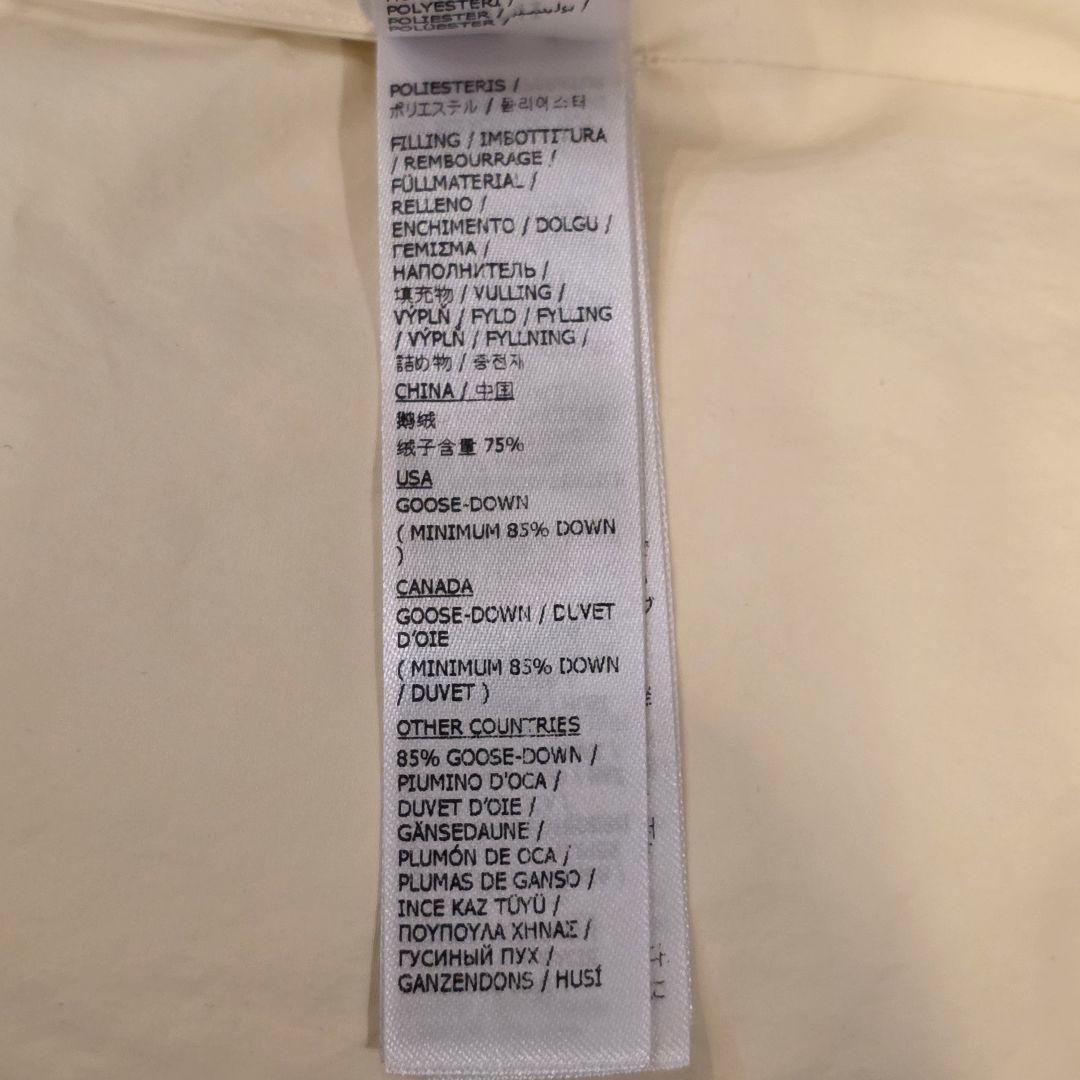 POLYESTER /
POLIESTER /
POLUESTER /
POLIESTERIS /
ポリエステル / 폴리에스터
FILLING / IMBOTTITURA
/ REMBOURRAGE /
FÜLLMATERIAL /
RELLENO /
ENCHIMENTO / DOLGU /
ΓΕΜΙΣΜΑ /
НАПОЛНИТЕЛЬ /
填充物 / VULLING /
VÝPLŇ / FYLD / FYLLING
/ VÝPLŇ / FYLLNING /
詰め物 / 충전재
CHINA / 中国
鹅绒
绒子含量 75%
USA
GOOSE-DOWN
( MINIMUM 85% DOWN
)
CANADA
GOOSE-DOWN / DUVET
D'OIE
( MINIMUM 85% DOWN
/ DUVET )
OTHER COUNTRIES
85% GOOSE-DOWN /
PIUMINO D'OCA /
DUVET D'OIE /
GÄNSEDAUNE /
PLUMÓN DE OCA /
PLUMAS DE GANSO /
INCE KAZ TÜYÜ /
ΠΟΥΠΟΥΛΑ ΧΗΝΑΣ /
ГУСИНЫЙ ПУХ /
GANZENDONS / HUSÍ